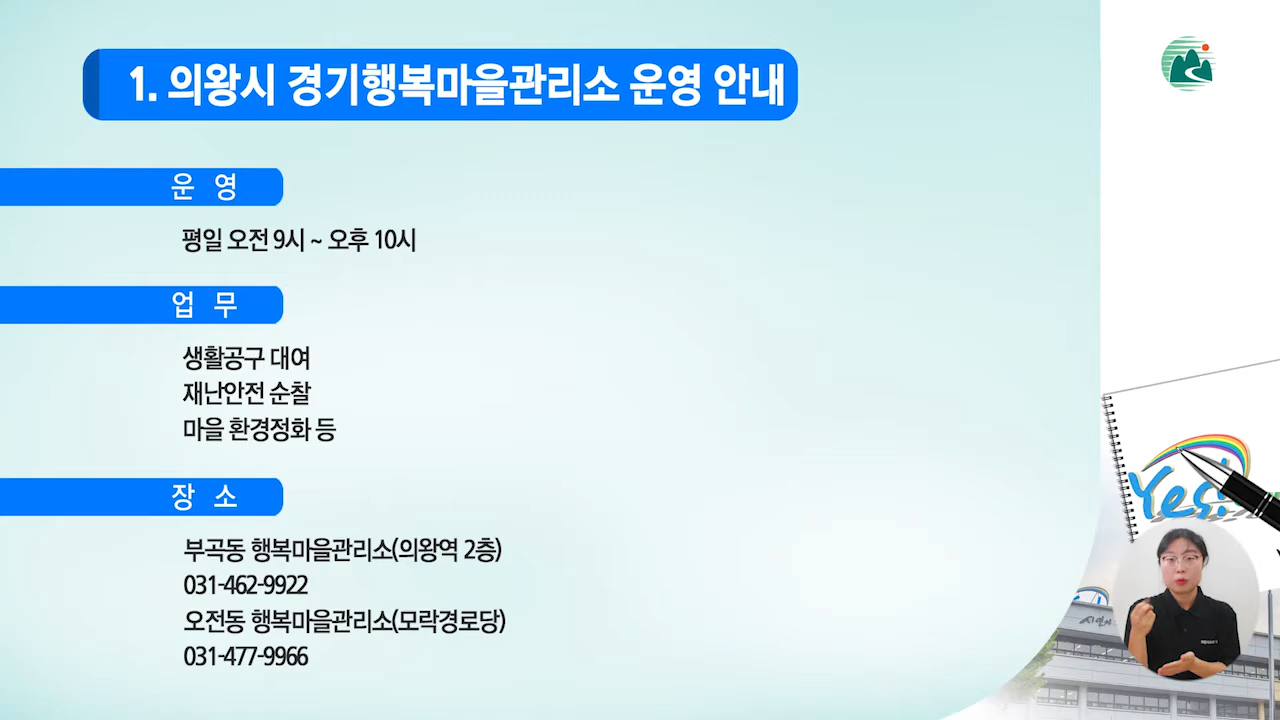 1. 의왕시 경기행복마을관리소 운영 안내
운 영
평일 오전 9시 ~ 오후 10시
업 무
생활공구 대여
재난안전 순찰
마을 환경정화 등
장 소
부곡동 행복마을관리소(의왕역 2층)
031-462-9922
오전동 행복마을관리소(모락경로당)
031-477-9966
Yes!